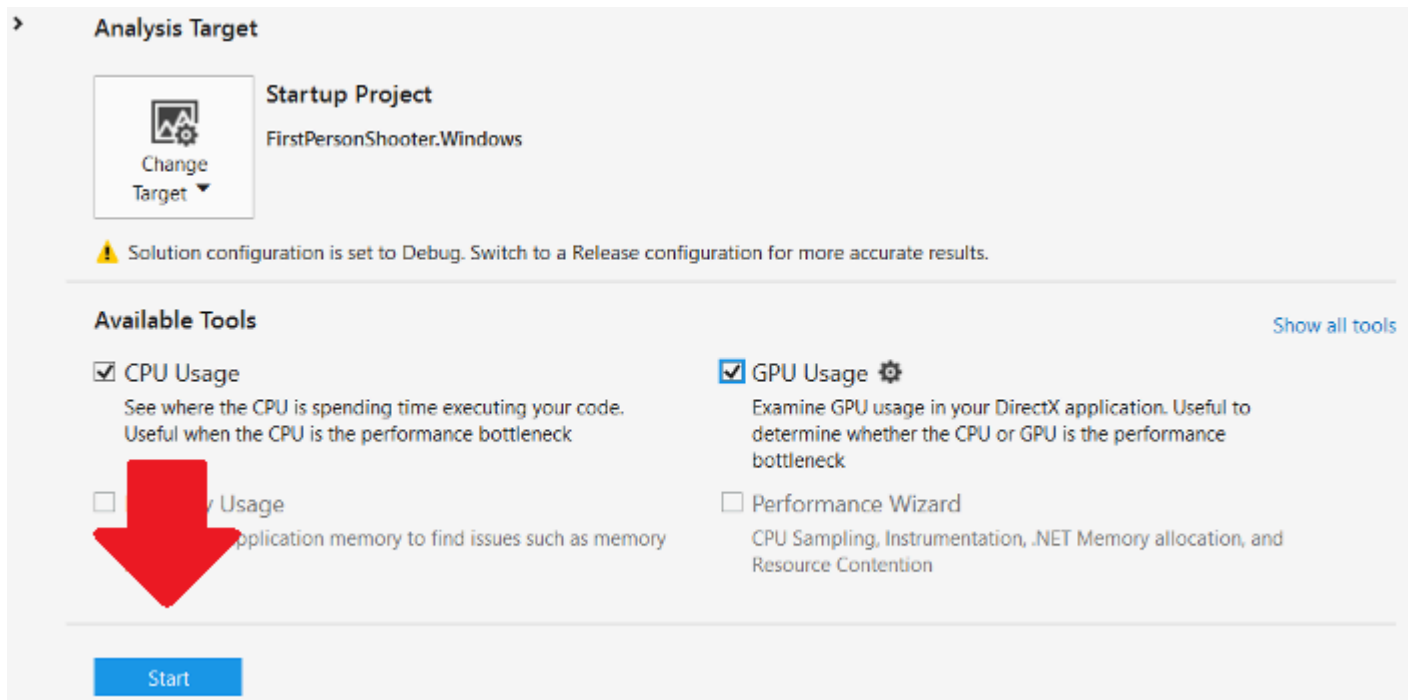 Analysis Target
Startup Project
FirstPersonShooter.Windows
Change
Target
Solution configuration is set to Debug. Switch to a Release configuration for more accurate results.
Available Tools
Show all tools
CPU Usage
See where the CPU is spending time executing your code.
Useful when the CPU is the performance bottleneck
GPU Usage
Examine GPU usage in your DirectX application. Useful to
determine whether the CPU or GPU is the performance
bottleneck
Usage
application memory to find issues such as memory
Performance Wizard
CPU Sampling, Instrumentation, .NET Memory allocation, and
Resource Contention
Start